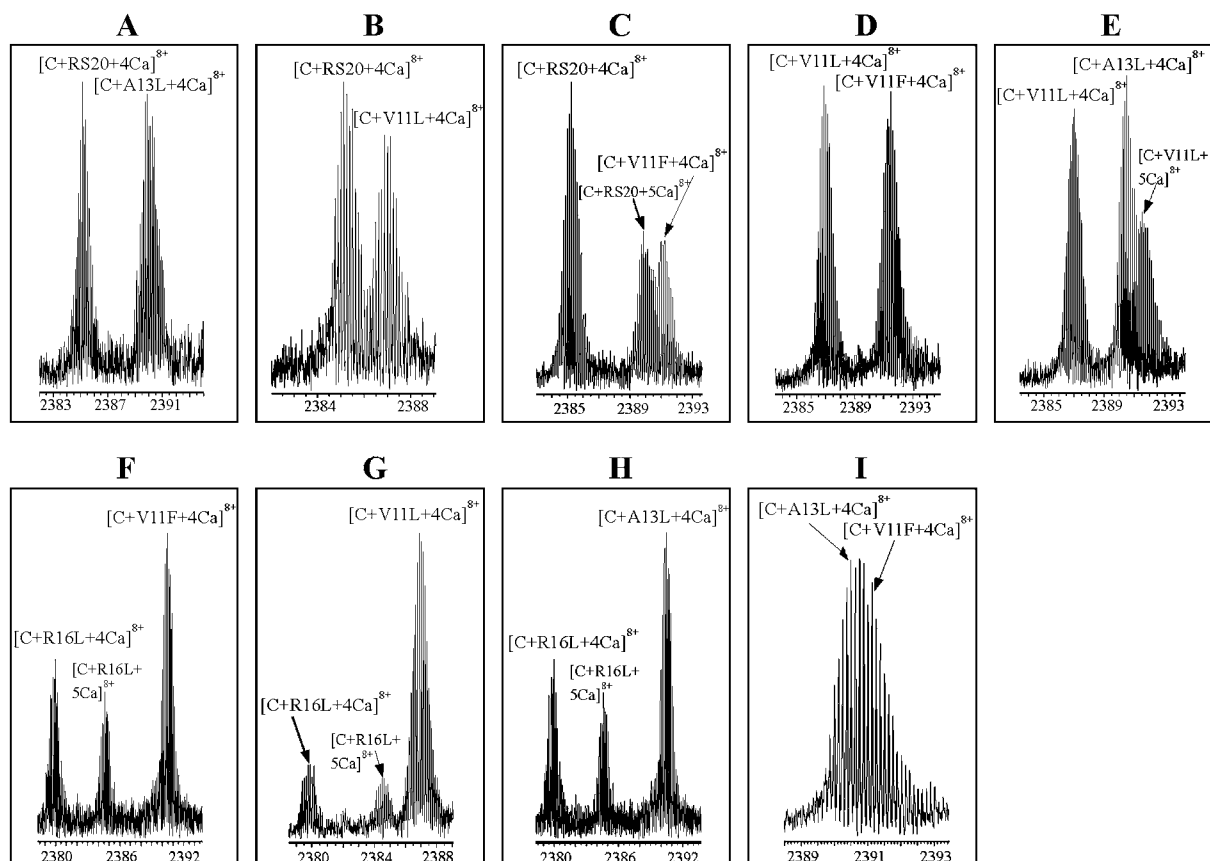 A
[C+RS20+4Ca]8+
[C+A13L+4Ca]8+
2383 2387 2391
B
[C+RS20+4Ca]8+
[C+V11L+4Ca]8+
2384 2388
C
[C+RS20+4Ca]8+
[C+V11F+4Ca]8+
[C+RS20+5Ca]8+
2385 2389 2393
D
[C+V11L+4Ca]8+
[C+V11F+4Ca]8+
2385 2389 2393
E
[C+A13L+4Ca]8+
[C+V11L+4Ca]8+
[C+V11L+
5Ca]8+
2385 2389 2393
F
[C+V11F+4Ca]8+
[C+R16L+4Ca]8+
[C+R16L+
5Ca]8+
2380 2386 2392
G
[C+V11L+4Ca]8+
[C+R16L+4Ca]8+
[C+R16L+
5Ca]8+
2380 2384 2388
H
[C+A13L+4Ca]8+
[C+R16L+4Ca]8+
[C+R16L+
5Ca]8+
2380 2386 2392
I
[C+A13L+4Ca]8+
[C+V11F+4Ca]8+
2389 2391 2393